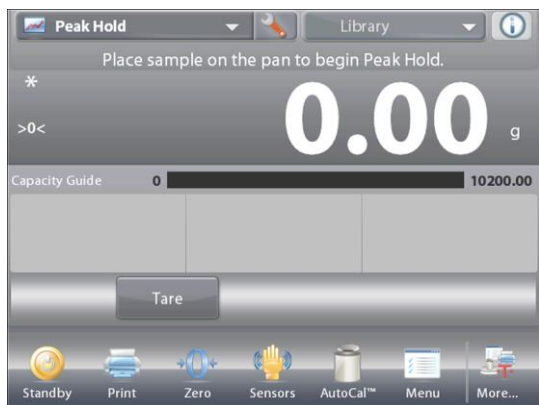 Peak Hold Library
Place sample on the pan to begin Peak Hold.
*
>0< 0.00 g
Capacity Guide 0 10200.00
Tare
Standby Print Zero Sensors AutoCal™ Menu More...